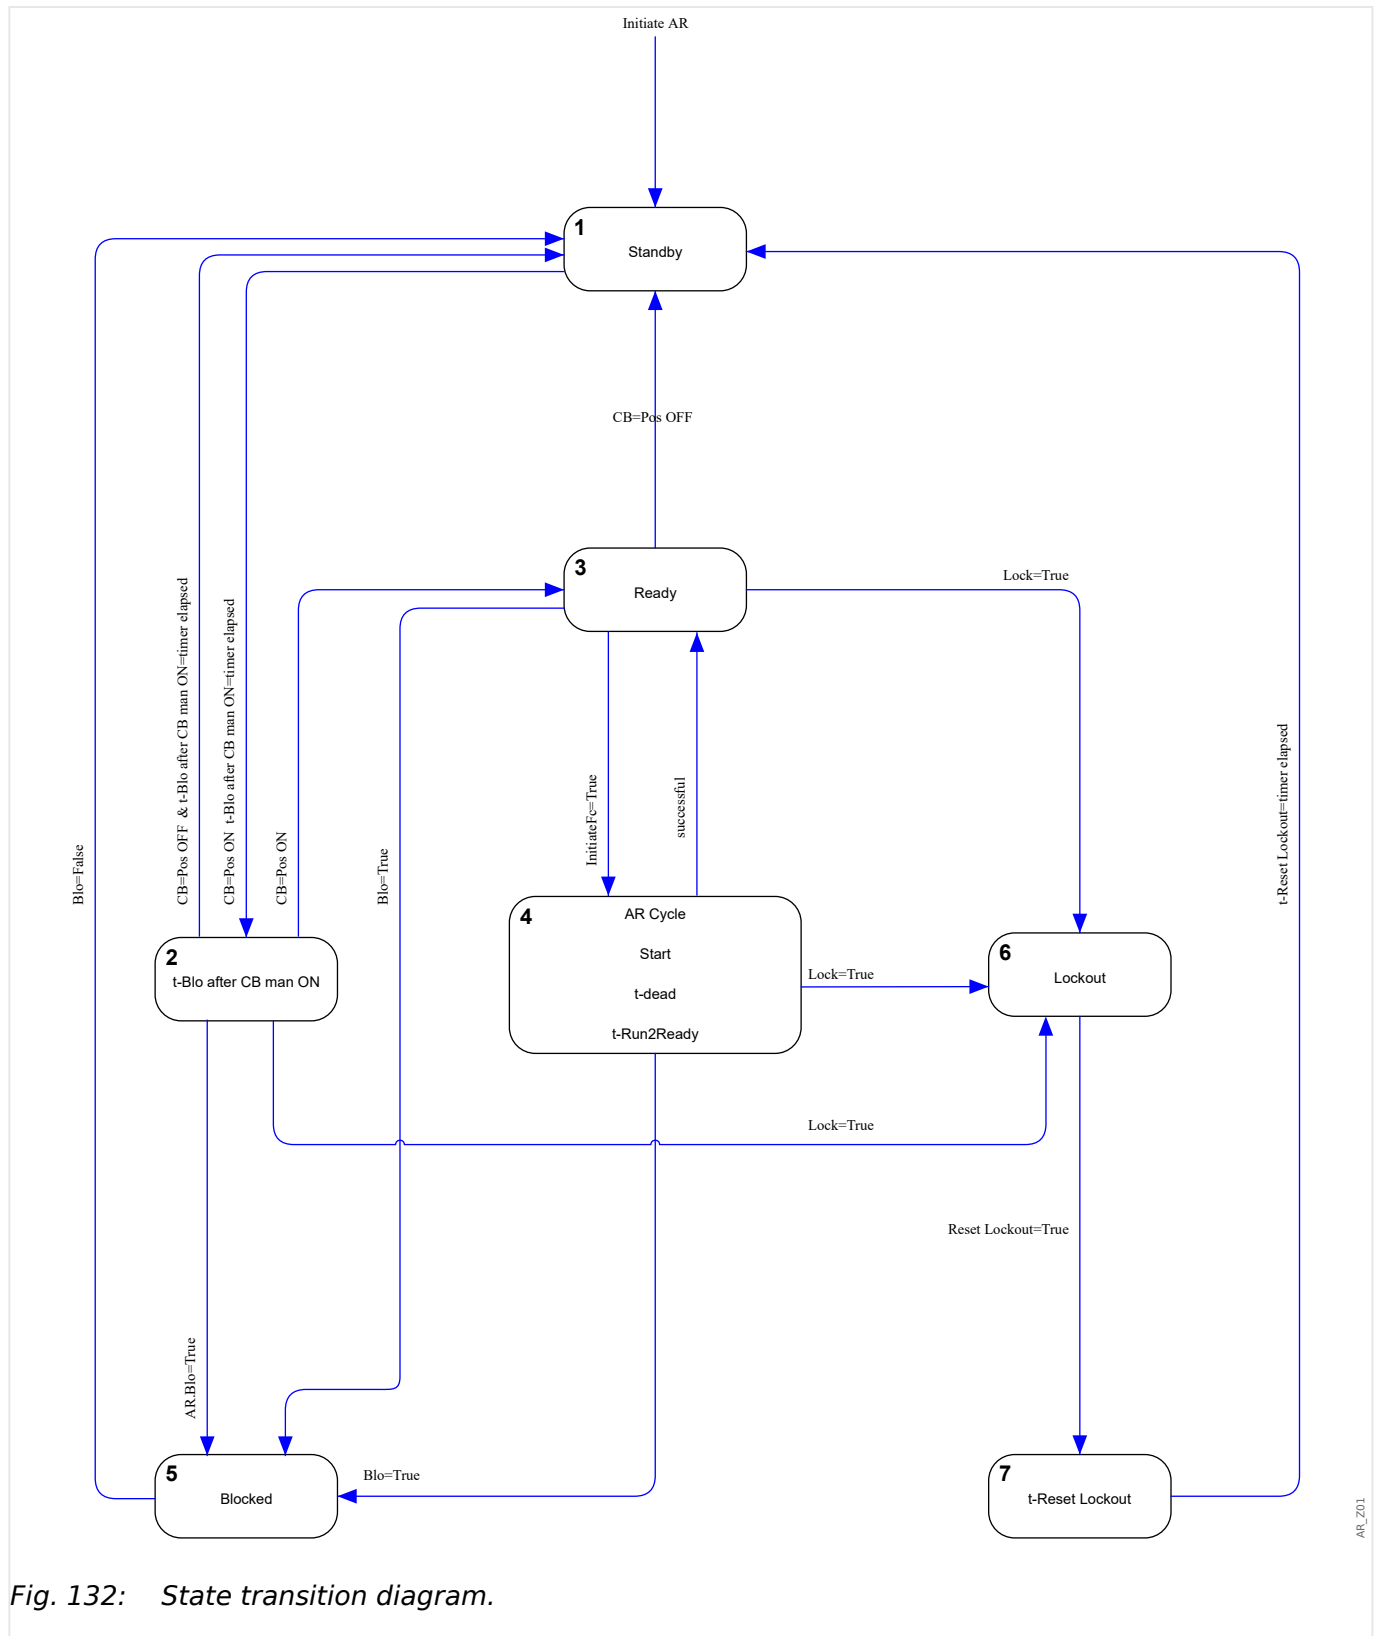 Initiate AR
1
Standby
CB=Pos OFF
3
Ready
Lock=True
CB=Pos OFF & t-Blo after CB man ON=timer elapsed
CB=Pos ON t-Blo after CB man ON=timer elapsed
CB=Pos ON
Blo=False
Blo=True
InitiateFc=True
successful
t-Reset Lockout=timer elapsed
2
t-Blo after CB man ON
4
AR Cycle
Start
t-dead
t-Run2Ready
Lock=True
6
Lockout
Lock=True
Reset Lockout=True
AR.Blo=True
5
Blocked
Blo=True
7
t-Reset Lockout
AR_Z01
Fig. 132: State transition diagram.